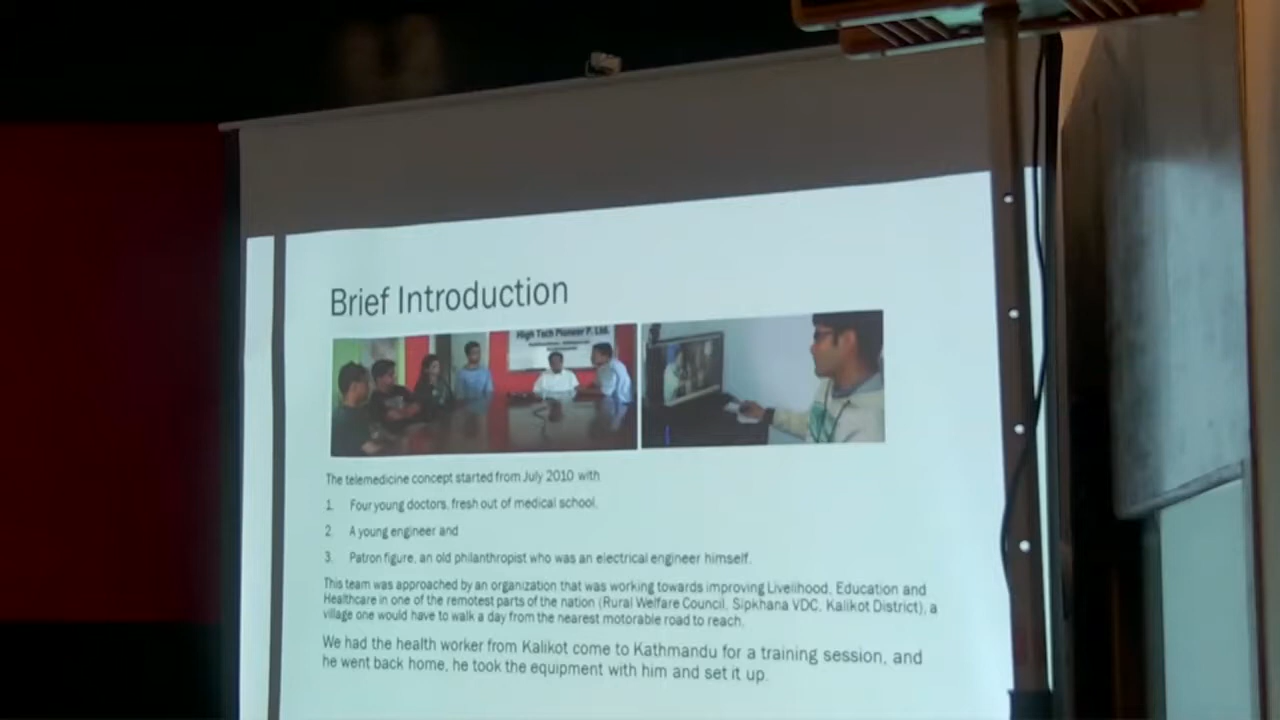 Brief Introduction
High Tech Pioneer P. Ltd.
The telemedicine concept started from July 2010 with
1. Four young doctors, fresh out of medical school,
2. A young engineer and
3. Patron figure, an old philanthropist who was an electrical engineer himself.
This team was approached by an organization that was working towards improving Livelihood, Education and
Healthcare in one of the remotest parts of the nation (Rural Welfare Council, Sipkhana VDC, Kalikot District), a
village one would have to walk a day from the nearest motorable road to reach.
We had the health worker from Kalikot come to Kathmandu for a training session, and
he went back home, he took the equipment with him and set it up.